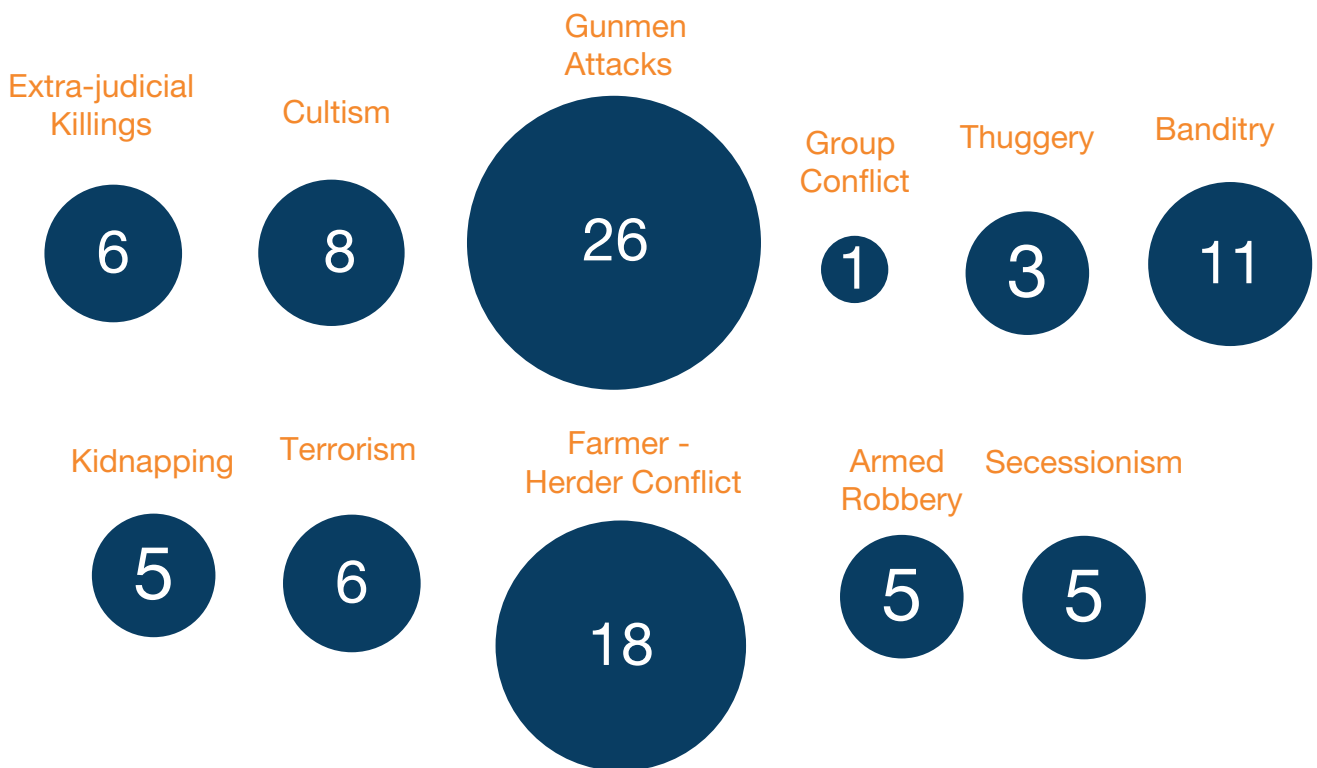 Extra-judicial
Killings
6
Cultism
8
Gunmen
Attacks
26
Group
Conflict
1
Thuggery
3
Banditry
11
Kidnapping
5
Terrorism
6
Farmer -
Herder Conflict
18
Armed
Robbery
5
Secessionism
5